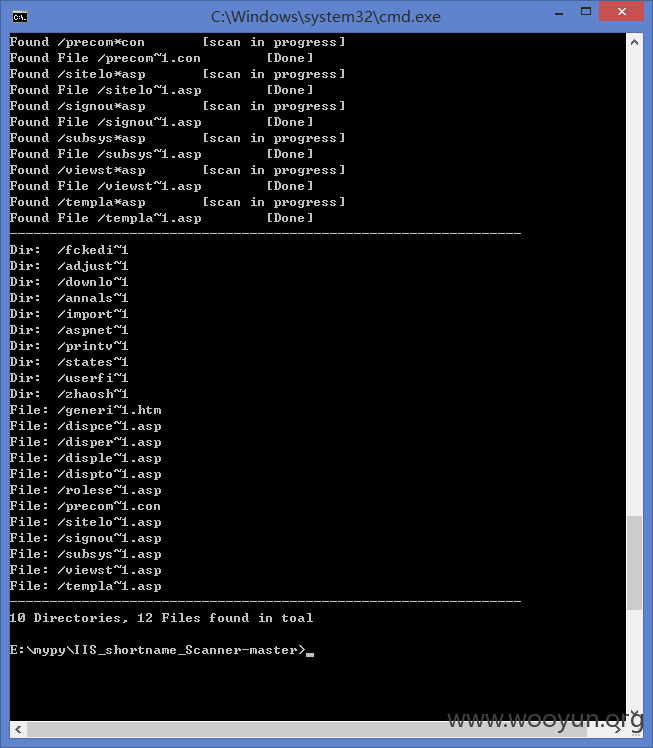 C:\Windows\system32\cmd.exe
Found /precom*con [scan in progress]
Found File /precom~1.con [Done]
Found /sitelo*asp [scan in progress]
Found File /sitelo~1.asp [Done]
Found /signou*asp [scan in progress]
Found File /signou~1.asp [Done]
Found /subsys*asp [scan in progress]
Found File /subsys~1.asp [Done]
Found /viewst*asp [scan in progress]
Found File /viewst~1.asp [Done]
Found /templa*asp [scan in progress]
Found File /templa~1.asp [Done]
----------------------------------------------------------------
Dir: /fckedi~1
Dir: /adjust~1
Dir: /downlo~1
Dir: /annals~1
Dir: /import~1
Dir: /aspnet~1
Dir: /printv~1
Dir: /states~1
Dir: /userfi~1
Dir: /zhaosh~1
File: /generi~1.htm
File: /dispce~1.asp
File: /disper~1.asp
File: /disple~1.asp
File: /dispto~1.asp
File: /rolese~1.asp
File: /precom~1.con
File: /sitelo~1.asp
File: /signou~1.asp
File: /subsys~1.asp
File: /viewst~1.asp
File: /templa~1.asp
----------------------------------------------------------------
10 Directories, 12 Files found in toal
E:\mypy\IIS_shortname_Scanner-master>_
www.wooyun.org